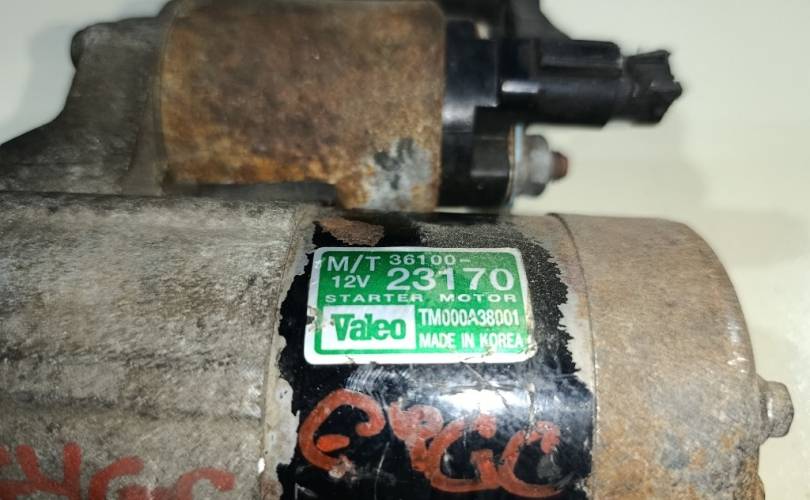 M/T 36100-
12V 23170
STARTER MOTOR
Valeo TM000A38001
MADE IN KOREA